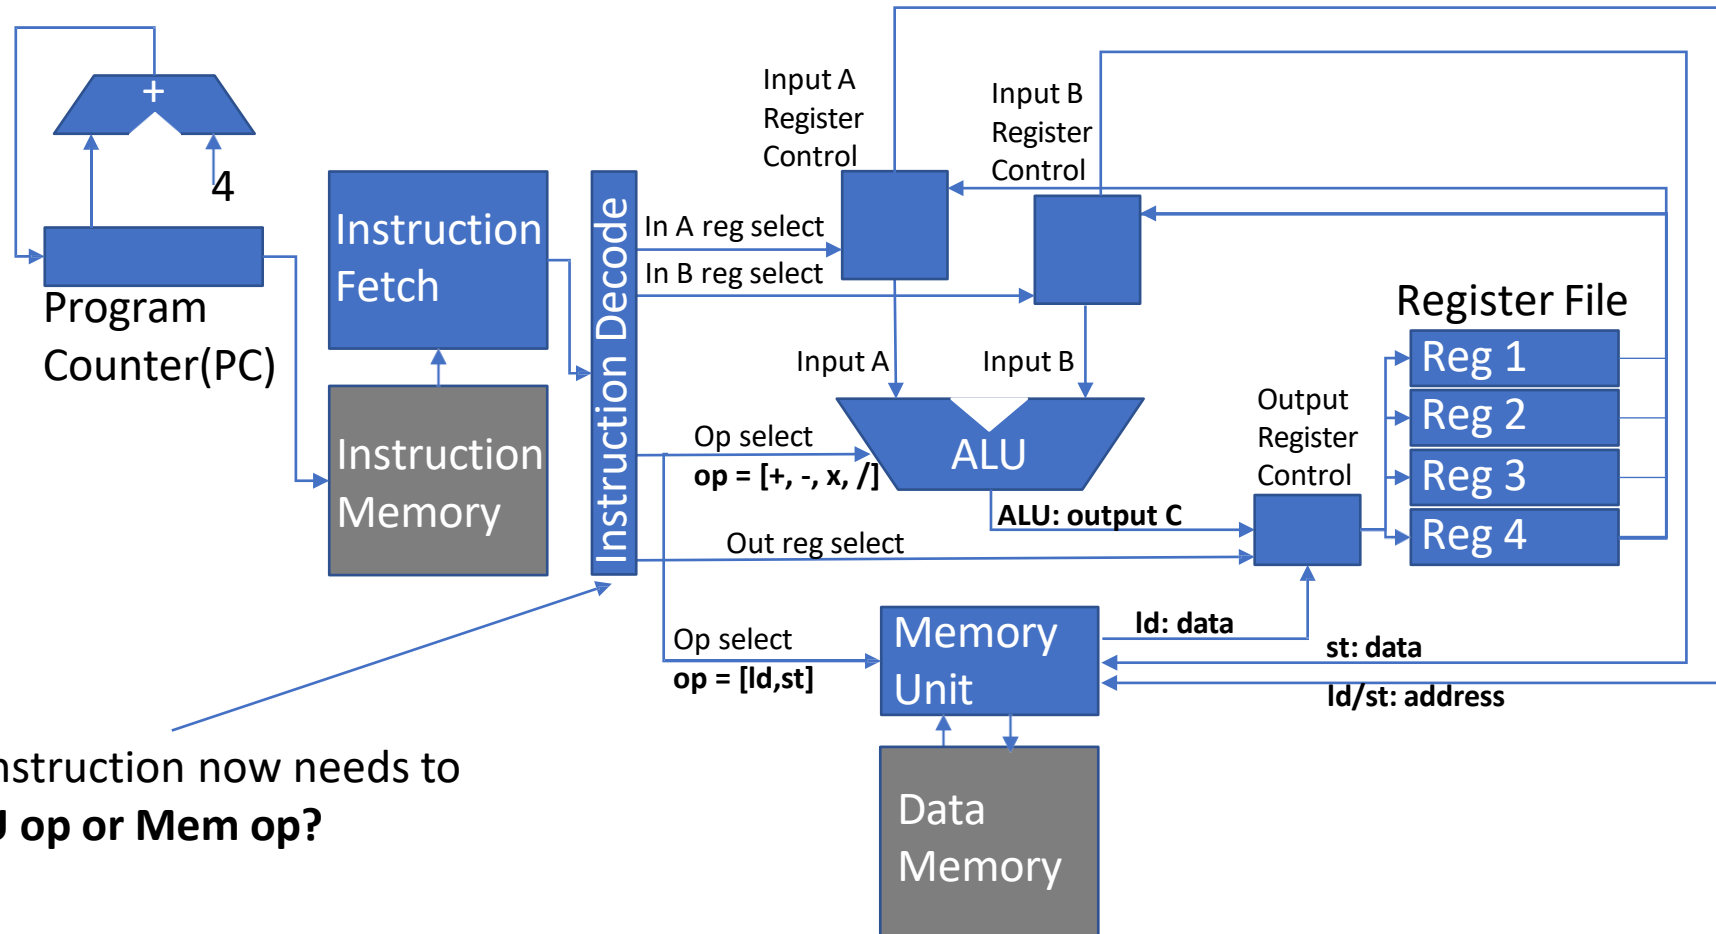 +
4
Program
Counter(PC)
Instruction
Fetch
Instruction
Memory
Instruction Decode
Input A
Register
Control
Input B
Register
Control
In A reg select
In B reg select
Input A
Input B
Op select
op = [+, -, x, /]
ALU
ALU: output C
Out reg select
Output
Register
Control
Register File
Reg 1
Reg 2
Reg 3
Reg 4
Op select
op = [ld,st]
Memory
Unit
ld: data
st: data
ld/st: address
Data
Memory
nstruction now needs to
op or Mem op?